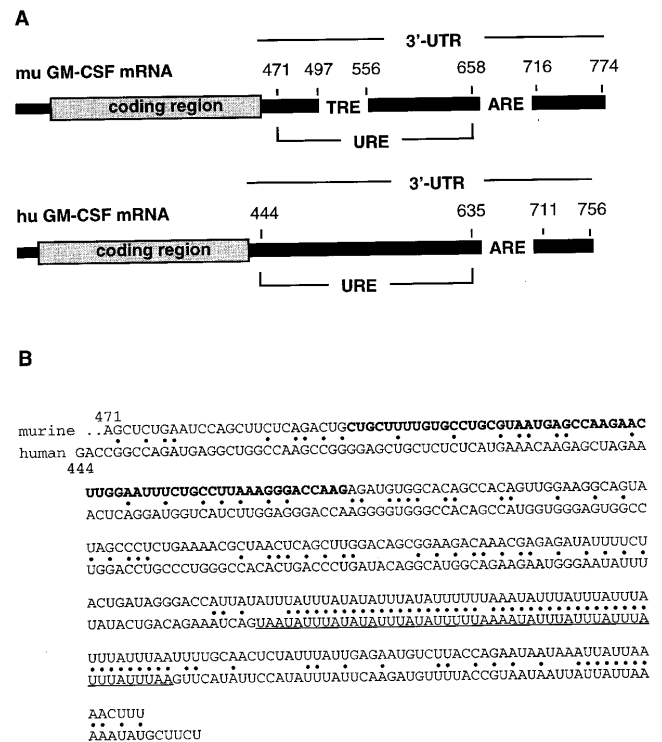 A
3'-UTR
mu GM-CSF mRNA
471 497 556 658 716 774
coding region TRE ARE
URE
3'-UTR
hu GM-CSF mRNA
444 635 711 756
coding region ARE
URE
B
471
murine ..AGCUCUGAAUCCAGCUUCUCAGACUGCUGCUUUUGUGCCUGCGUAAUGAGCCAAGAAC
human GACCGGCCAGAUGAGGCUGGCCAAGCCGGGGAGCUGCUCUCUCAUGAAACAAGAGCUAGAA
444
UUGGAAUUUCUGCCUUAAAGGGACCAAGAGAUGUGGCACAGCCACAGUUGGAAGGCAGUA
ACUCAGGAUGGUCAUCUUGGAGGGACCAAGGGGUGGGCCACAGCCAUGGUGGGAGUGGCC
UAGCCCUCUGAAAACGCUAACUCAGCUUGGACAGCGGAAGACAAACGAGAGAUAUUUUCU
UGGACCUGCCCUGGGCCACACUGACCCUGAUACAGGCAUGGCAGAAGAAUGGGAAUAUUU
ACUGAUAGGGACCAUUAUAUUUAUUUAUAUAUUUAUAUUUUUUAAAUAUUUAUUUAUUUA
UAUACUGACAGAAAUCAGUAAUAUUUAUAUAUUUAUAUUUUUAAAAUAUUUAUUUAUUUA
UUUAUUUAAUUUUGCAACUCUAUUUAUUGAGAAUGUCUUACCAGAAUAAUAAAUUAUUAA
UUUAUUUAAGUUCAUAUUCCAUAUUUAUUCAAGAUGUUUUACCGUAAUAAUUAUUAUUAA
AACUUU
AAAUAUGCUUCU